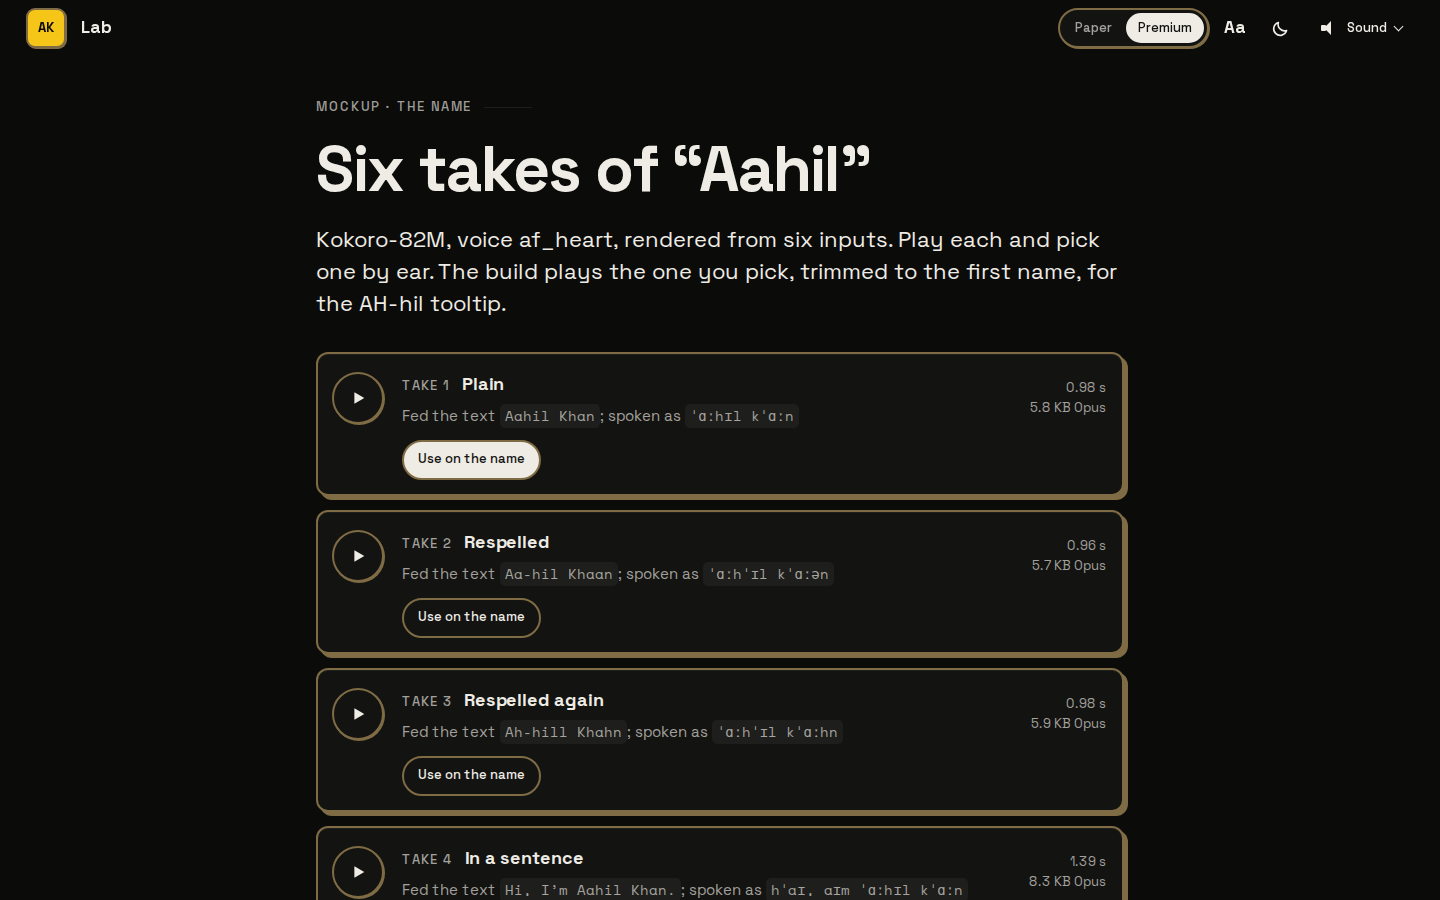 AK Lab Paper Premium Aa Sound
MOCKUP · THE NAME
Six takes of “Aahil”
Kokoro-82M, voice af_heart, rendered from six inputs. Play each and pick
one by ear. The build plays the one you pick, trimmed to the first name, for
the AH-hil tooltip.
TAKE 1 Plain
0.98 s
Fed the text Aahil Khan; spoken as ˈɑːhɪl kˈɑːn
5.8 KB Opus
Use on the name
TAKE 2 Respelled
0.96 s
Fed the text Aa-hil Khaan; spoken as ˈɑːhˈɪl kˈɑːən
5.7 KB Opus
Use on the name
TAKE 3 Respelled again
0.98 s
Fed the text Ah-hill Khahn; spoken as ˈɑːhˈɪl kˈɑːhn
5.9 KB Opus
Use on the name
TAKE 4 In a sentence
1.39 s
Fed the text Hi, I’m Aahil Khan.; spoken as hˈaɪ, aɪm ˈɑːhɪl kˈɑːn
8.3 KB Opus